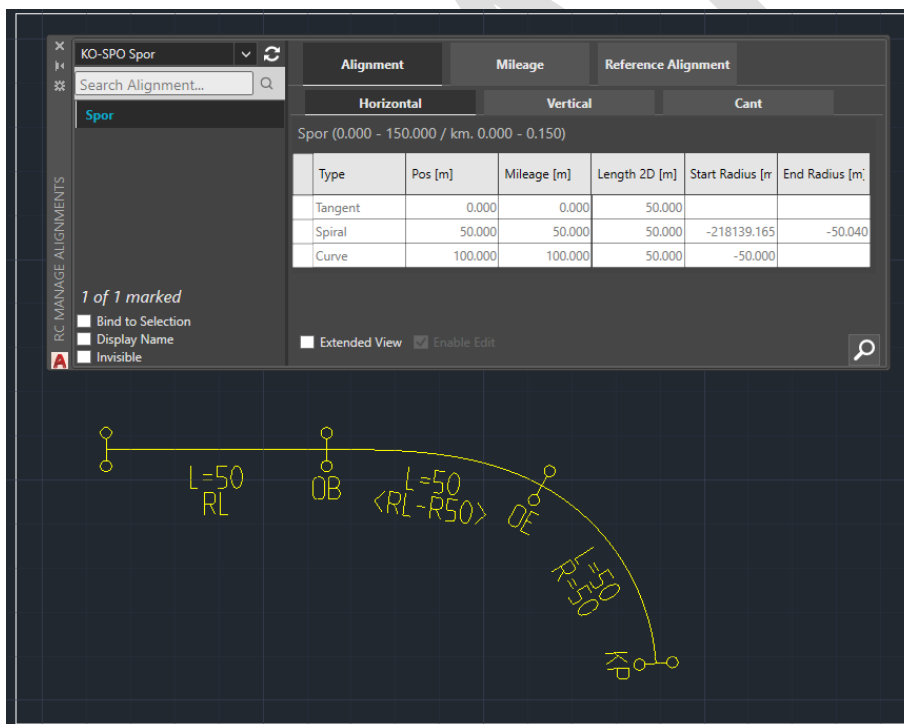 KO-SPO Spor
Search Alignment...
Spor
1 of 1 marked
Bind to Selection
Display Name
Invisible
RC MANAGE ALIGNMENTS
A
Alignment Mileage Reference Alignment
Horizontal Vertical Cant
Spor (0.000 - 150.000 / km. 0.000 - 0.150)
Type Pos [m] Mileage [m] Length 2D [m] Start Radius [m End Radius [m]
Tangent 0.000 0.000 50.000
Spiral 50.000 50.000 50.000 -218139.165 -50.040
Curve 100.000 100.000 50.000 -50.000
Extended View Enable Edit
L=50
RL
OB
L=50
<RL-R50>
OE
L=50
R=50
KP